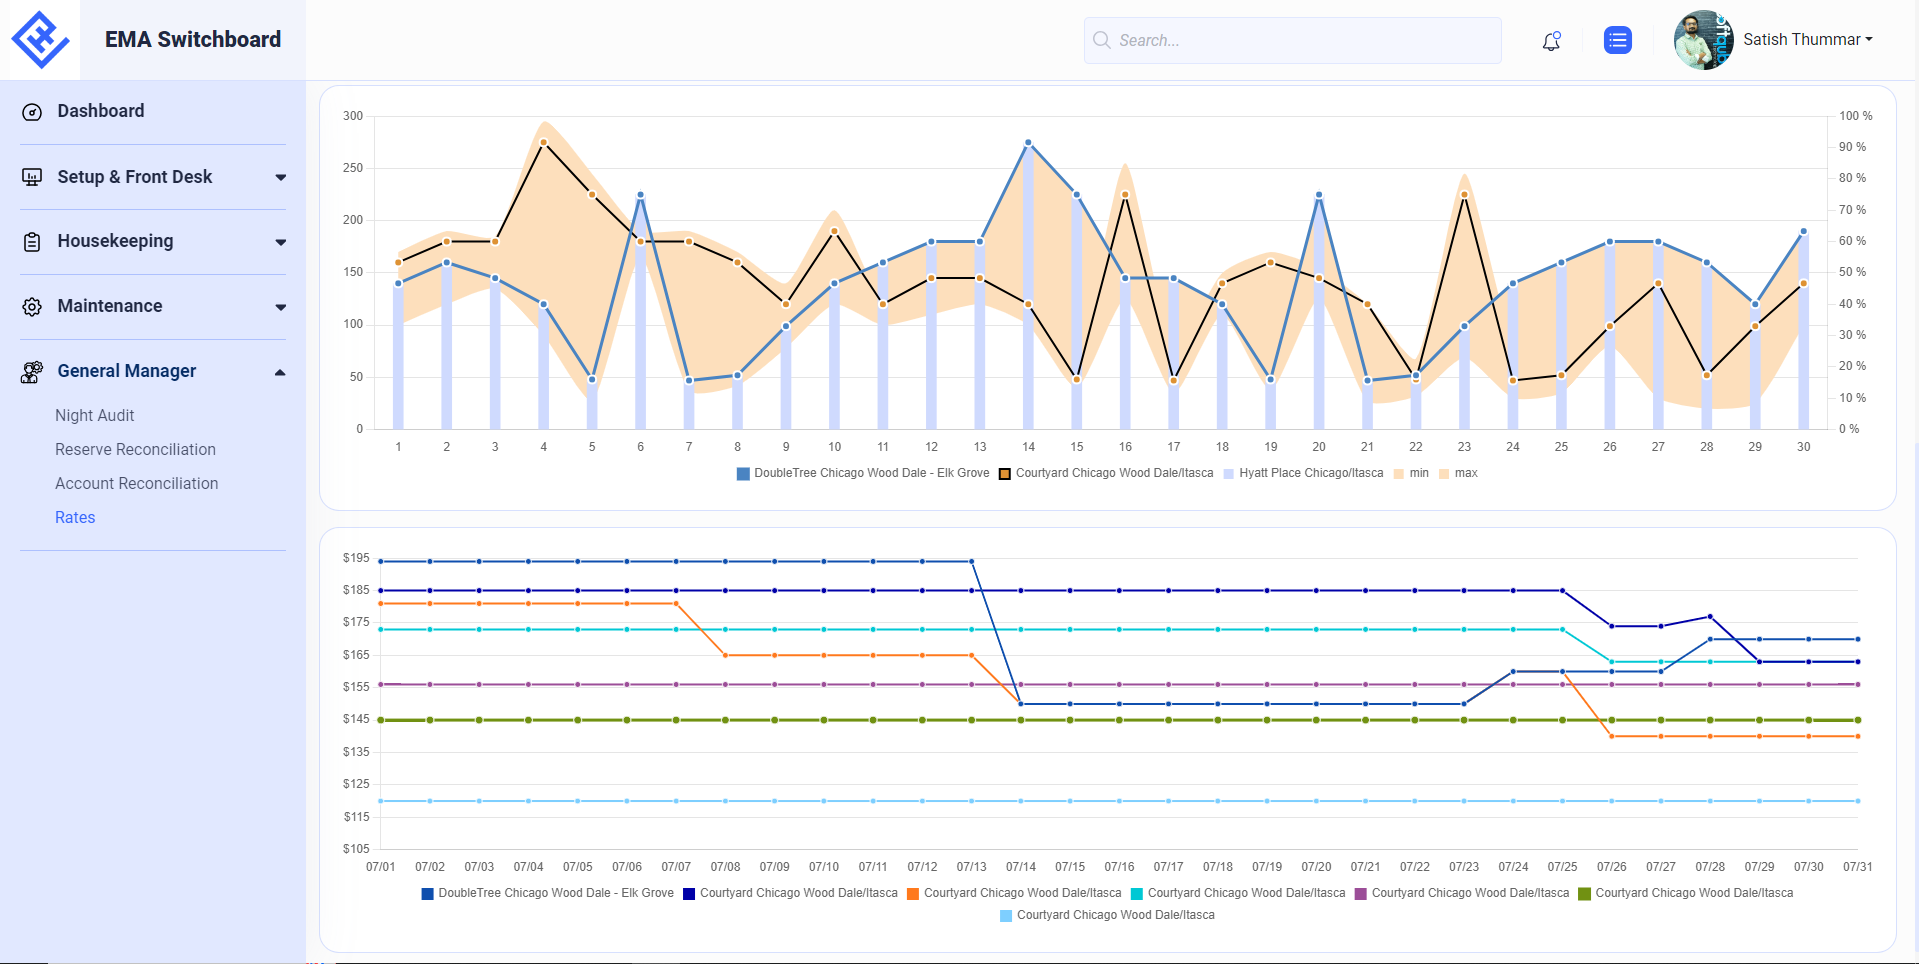 EMA Switchboard
Search...
Satish Thummar
Dashboard
Setup & Front Desk
Housekeeping
Maintenance
General Manager
Night Audit
Reserve Reconciliation
Account Reconciliation
Rates
300 100 %
90 %
250 80 %
70 %
200 60 %
150 50 %
40 %
100 30 %
50 20 %
10 %
0 0 %
1 2 3 4 5 6 7 8 9 10 11 12 13 14 15 16 17 18 19 20 21 22 23 24 25 26 27 28 29 30
DoubleTree Chicago Wood Dale - Elk Grove Courtyard Chicago Wood Dale/Itasca Hyatt Place Chicago/Itasca min max
$195
$185
$175
$165
$155
$145
$135
$125
$115
$105
07/01 07/02 07/03 07/04 07/05 07/06 07/07 07/08 07/09 07/10 07/11 07/12 07/13 07/14 07/15 07/16 07/17 07/18 07/19 07/20 07/21 07/22 07/23 07/24 07/25 07/26 07/27 07/28 07/29 07/30 07/31
DoubleTree Chicago Wood Dale - Elk Grove Courtyard Chicago Wood Dale/Itasca Courtyard Chicago Wood Dale/Itasca Courtyard Chicago Wood Dale/Itasca Courtyard Chicago Wood Dale/Itasca Courtyard Chicago Wood Dale/Itasca
Courtyard Chicago Wood Dale/Itasca